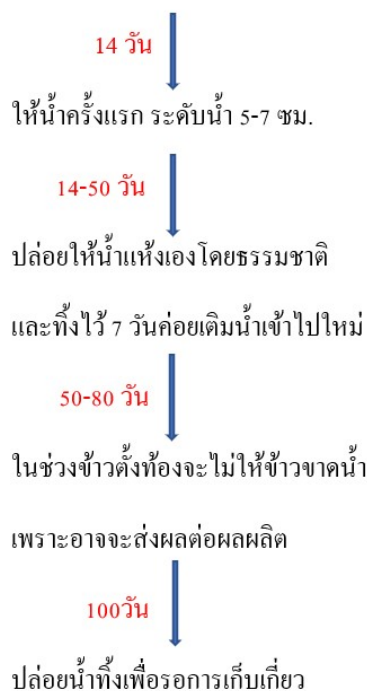 14 วัน
ให้น้ำครั้งแรก ระดับน้ำ 5-7 ซม.
14-50 วัน
ปล่อยให้น้ำแห้งเองโดยธรรมชาติ
และทิ้งไว้ 7 วันค่อยเติมน้ำเข้าไปใหม่
50-80 วัน
ในช่วงข้าวตั้งท้องจะไม่ให้ข้าวขาดน้ำ
เพราะอาจจะส่งผลต่อผลผลิต
100วัน
ปล่อยน้ำทิ้งเพื่อรอการเก็บเกี่ยว